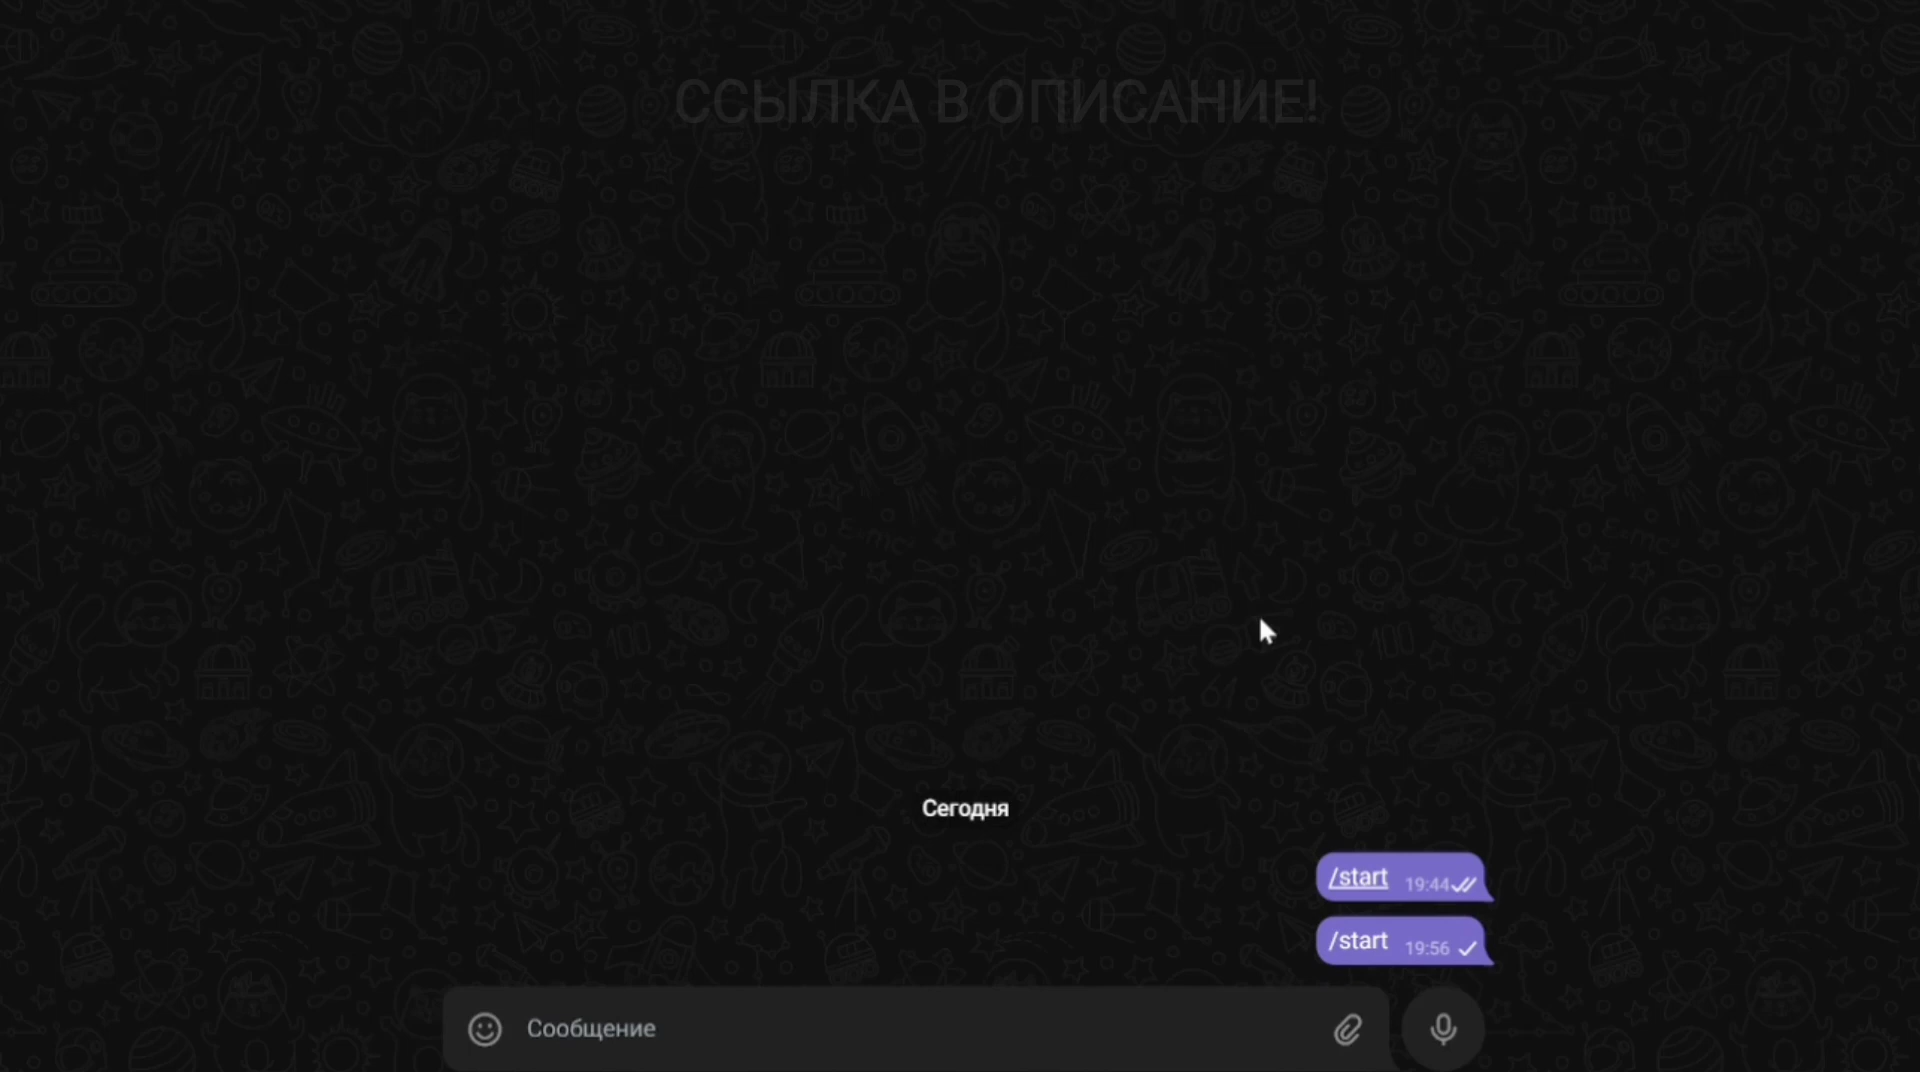 ССЫЛКА В ОПИСАНИЕ!
Сегодня
/start 19:44
/start 19:56
Сообщение